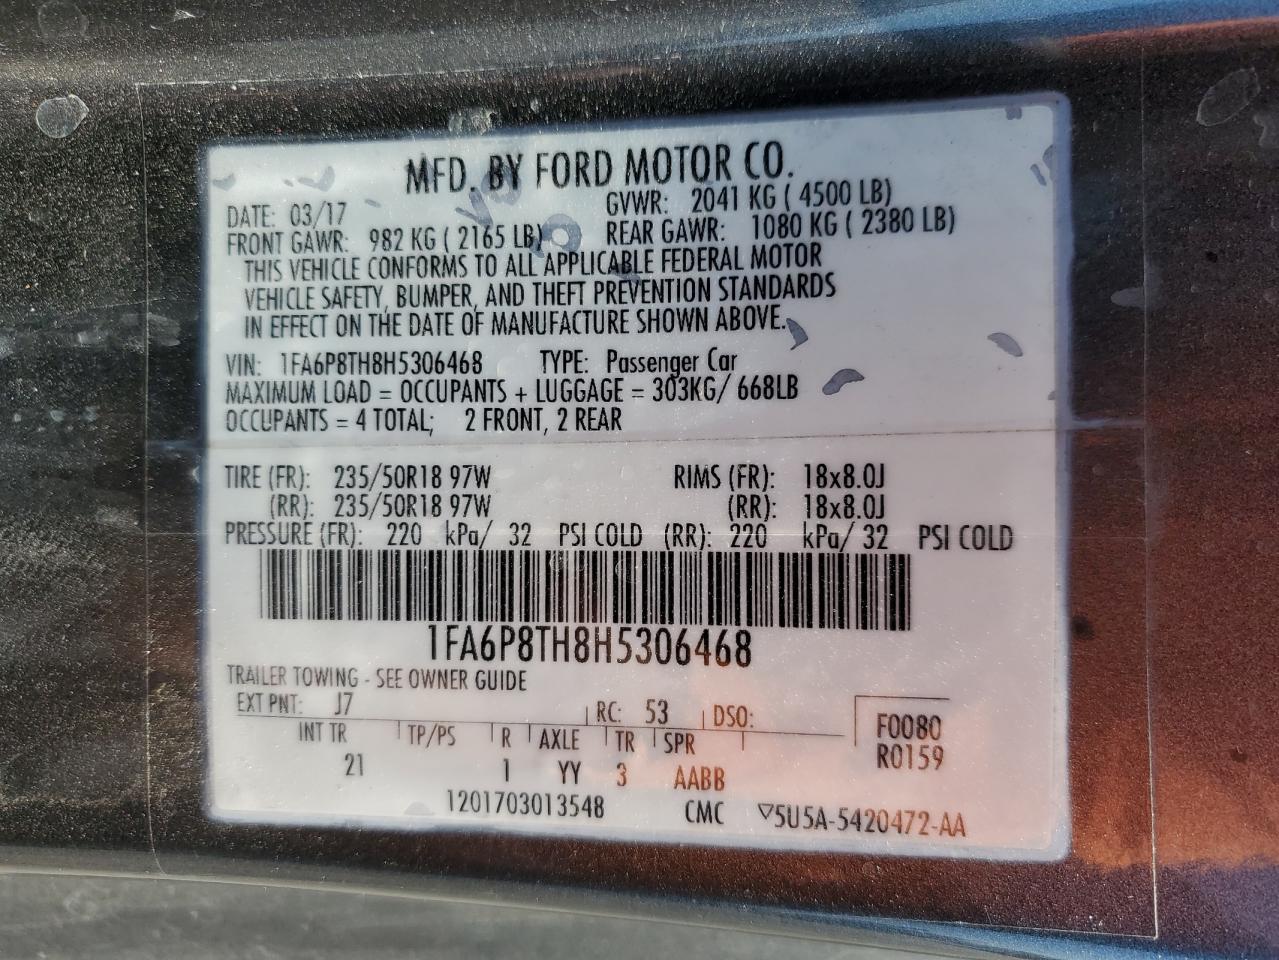 MFD. BY FORD MOTOR CO.
DATE: 03/17 GVWR: 2041 KG ( 4500 LB)
FRONT GAWR: 982 KG ( 2165 LB) REAR GAWR: 1080 KG ( 2380 LB)
THIS VEHICLE CONFORMS TO ALL APPLICABLE FEDERAL MOTOR
VEHICLE SAFETY, BUMPER, AND THEFT PREVENTION STANDARDS
IN EFFECT ON THE DATE OF MANUFACTURE SHOWN ABOVE.
VIN: 1FA6P8TH8H5306468 TYPE: Passenger Car
MAXIMUM LOAD = OCCUPANTS + LUGGAGE = 303KG/ 668LB
OCCUPANTS = 4 TOTAL; 2 FRONT, 2 REAR
TIRE (FR): 235/50R18 97W RIMS (FR): 18x8.0J
(RR): 235/50R18 97W (RR): 18x8.0J
PRESSURE (FR): 220 kPa/ 32 PSI COLD (RR): 220 kPa/ 32 PSI COLD
1FA6P8TH8H5306468
TRAILER TOWING - SEE OWNER GUIDE
EXT PNT: J7 RC: 53 DSO:
INT TR TP/PS R AXLE TR SPR F0080
21 1 YY 3 AABB R0159
1201703013548 CMC ▽5U5A-5420472-AA